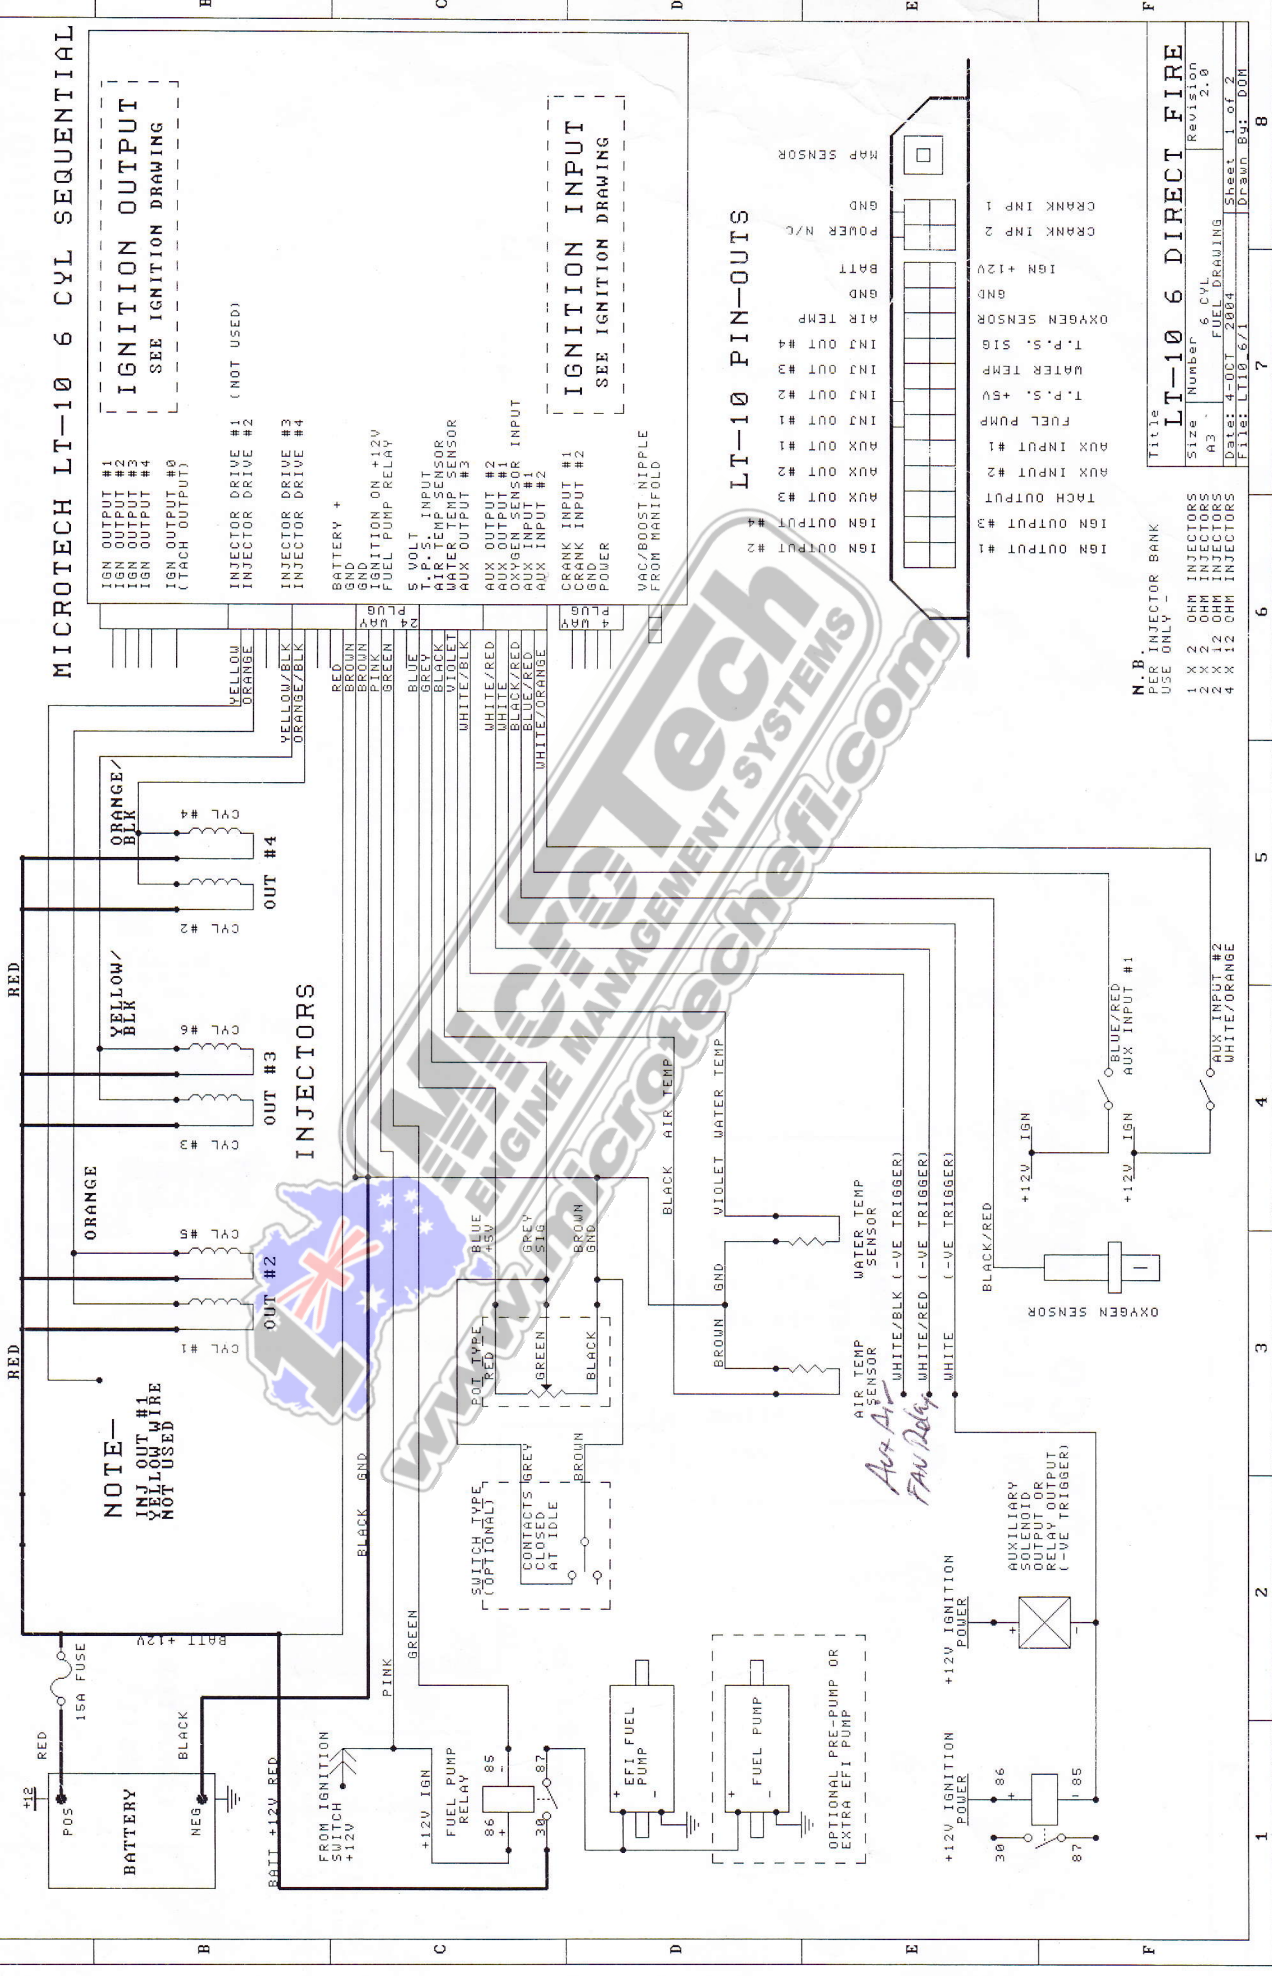 MICROTECH LT-10 6 CYL SEQUENTIAL
IGNITION OUTPUT
SEE IGNITION DRAWING
IGN OUTPUT #1
IGN OUTPUT #2
IGN OUTPUT #3
IGN OUTPUT #4
IGN OUTPUT #0
(TACH OUTPUT)
INJECTOR DRIVE #1 (NOT USED)
INJECTOR DRIVE #2
INJECTOR DRIVE #3
INJECTOR DRIVE #4
BATTERY +
GND
GND
IGNITION ON +12V
FUEL PUMP RELAY
5 VOLT
T.P.S. INPUT
AIR TEMP SENSOR
WATER TEMP SENSOR
AUX OUTPUT #3
AUX OUTPUT #2
AUX OUTPUT #1
OXYGEN SENSOR INPUT
AUX INPUT #1
AUX INPUT #2
CRANK INPUT #1
CRANK INPUT #2
GND
POWER
VAC/BOOST NIPPLE
FROM MANIFOLD
IGNITION INPUT
SEE IGNITION DRAWING
24 WAY PLUG
4 WAY PLUG
YELLOW
ORANGE
YELLOW/BLK
ORANGE/BLK
RED
BROWN
BROWN
PINK
GREEN
BLUE
GREY
BLACK
VIOLET
WHITE/BLK
WHITE/RED
WHITE
BLACK/RED
BLUE/RED
WHITE/ORANGE
LT-10 PIN-OUTS
MAP SENSOR
GND
POWER N/C
BATT
GND
AIR TEMP
INJ OUT #4
INJ OUT #3
INJ OUT #2
INJ OUT #1
AUX OUT #1
AUX OUT #2
AUX OUT #3
IGN OUTPUT #4
IGN OUTPUT #2
CRANK INP 1
CRANK INP 2
IGN +12V
GND
OXYGEN SENSOR
T.P.S. SIG
WATER TEMP
T.P.S. +5V
FUEL PUMP
AUX INPUT #1
AUX INPUT #2
TACH OUTPUT
IGN OUTPUT #3
IGN OUTPUT #1
RED
RED
ORANGE/
BLK
CYL #4
CYL #2
OUT #4
YELLOW/
BLK
CYL #6
CYL #3
OUT #3
INJECTORS
ORANGE
CYL #5
CYL #1
OUT #2
NOTE-
INJ OUT #1
YELLOW WIRE
NOT USED
BATT +12V
15A FUSE
RED
+12
POS
BATTERY
NEG
BLACK
BATT +12V RED
BLACK GND
PINK
GREEN
FROM IGNITION
SWITCH
+12V
+12V IGN
FUEL PUMP
RELAY
86 + 85 -
30 87
EFI FUEL
PUMP
+ -
FUEL PUMP
+ -
OPTIONAL PRE-PUMP OR
EXTRA EFI PUMP
SWITCH TYPE
(OPTIONAL)
CONTACTS
CLOSED
AT IDLE
GREY
BROWN
POT TYPE
RED
GREEN
BLACK
BLUE
+5V
GREY
SIG
BROWN
GND
BLACK AIR TEMP
VIOLET WATER TEMP
BROWN GND
AIR TEMP
SENSOR
WATER TEMP
SENSOR
WHITE/BLK (-VE TRIGGER)
WHITE/RED (-VE TRIGGER)
WHITE (-VE TRIGGER)
Aux Air
FAN Relay
BLACK/RED
OXYGEN SENSOR
+12V IGN
BLUE/RED
AUX INPUT #1
+12V IGN
AUX INPUT #2
WHITE/ORANGE
+12V IGNITION
POWER
AUXILIARY
SOLENOID
OUTPUT OR
RELAY OUTPUT
(-VE TRIGGER)
+ -
+12V IGNITION
POWER
86 + - 85
30 87
N.B.
PER INJECTOR BANK
USE ONLY -
1 X 2 OHM INJECTORS
2 X 2 OHM INJECTORS
2 X 12 OHM INJECTORS
4 X 12 OHM INJECTORS
Title
LT-10 6 DIRECT FIRE
Size
A3
Number
6 CYL
FUEL DRAWING
Revision
2.0
Date: 4-OCT 2004
Sheet 1 of 2
File: LT10_6/1
Drawn By: DOM
B C D E F
B C D E F
1 2 3 4 5 6 7 8
MicroTech
ENGINE MANAGEMENT SYSTEMS
www.microtechefi.com